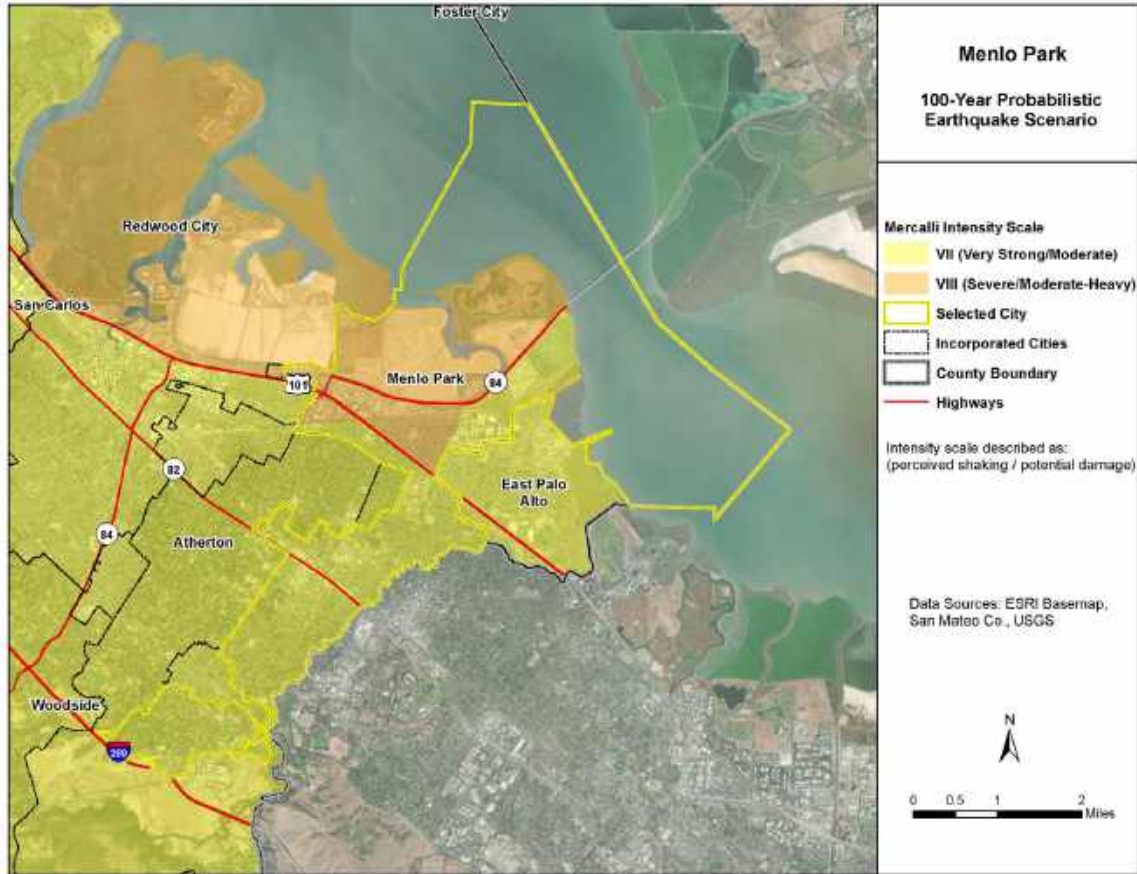 Foster City
Redwood City
San Carlos
101
Menlo Park
84
82
East Palo
Alto
84
Atherton
Woodside
280
Menlo Park
100-Year Probabilistic
Earthquake Scenario
Mercalli Intensity Scale
VII (Very Strong/Moderate)
VIII (Severe/Moderate-Heavy)
Selected City
Incorporated Cities
County Boundary
Highways
Intensity scale described as:
(perceived shaking / potential damage)
Data Sources: ESRI Basemap,
San Mateo Co., USGS
N
0 0.5 1 2
Miles